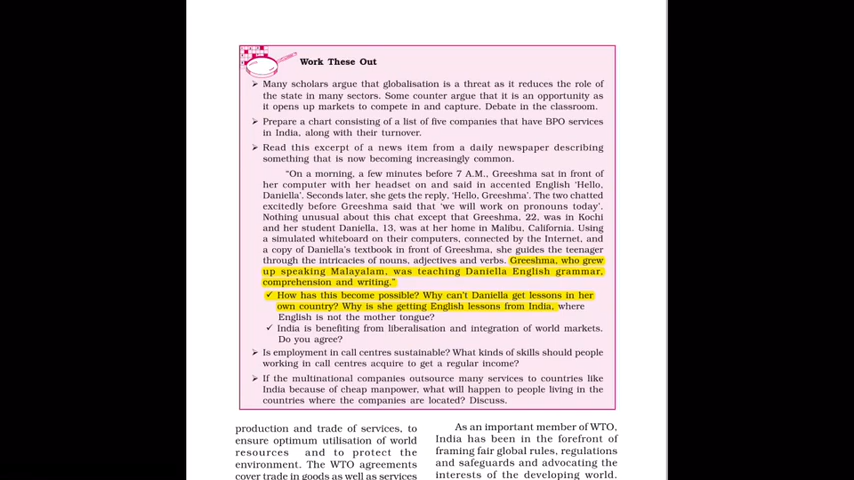 Work These Out
➢ Many scholars argue that globalisation is a threat as it reduces the role of
the state in many sectors. Some counter argue that it is an opportunity as
it opens up markets to compete in and capture. Debate in the classroom.
➢ Prepare a chart consisting of a list of five companies that have BPO services
in India, along with their turnover.
➢ Read this excerpt of a news item from a daily newspaper describing
something that is now becoming increasingly common.
“On a morning, a few minutes before 7 A.M., Greeshma sat in front of
her computer with her headset on and said in accented English ‘Hello,
Daniella’. Seconds later, she gets the reply, ‘Hello, Greeshma’. The two chatted
excitedly before Greeshma said that ‘we will work on pronouns today’.
Nothing unusual about this chat except that Greeshma, 22, was in Kochi
and her student Daniella, 13, was at her home in Malibu, California. Using
a simulated whiteboard on their computers, connected by the Internet, and
a copy of Daniella’s textbook in front of Greeshma, she guides the teenager
through the intricacies of nouns, adjectives and verbs. Greeshma, who grew
up speaking Malayalam, was teaching Daniella English grammar,
comprehension and writing.”
✓ How has this become possible? Why can’t Daniella get lessons in her
own country? Why is she getting English lessons from India, where
English is not the mother tongue?
✓ India is benefiting from liberalisation and integration of world markets.
Do you agree?
➢ Is employment in call centres sustainable? What kinds of skills should people
working in call centres acquire to get a regular income?
➢ If the multinational companies outsource many services to countries like
India because of cheap manpower, what will happen to people living in the
countries where the companies are located? Discuss.
production and trade of services, to
ensure optimum utilisation of world
resources and to protect the
environment. The WTO agreements
cover trade in goods as well as services
As an important member of WTO,
India has been in the forefront of
framing fair global rules, regulations
and safeguards and advocating the
interests of the developing world.